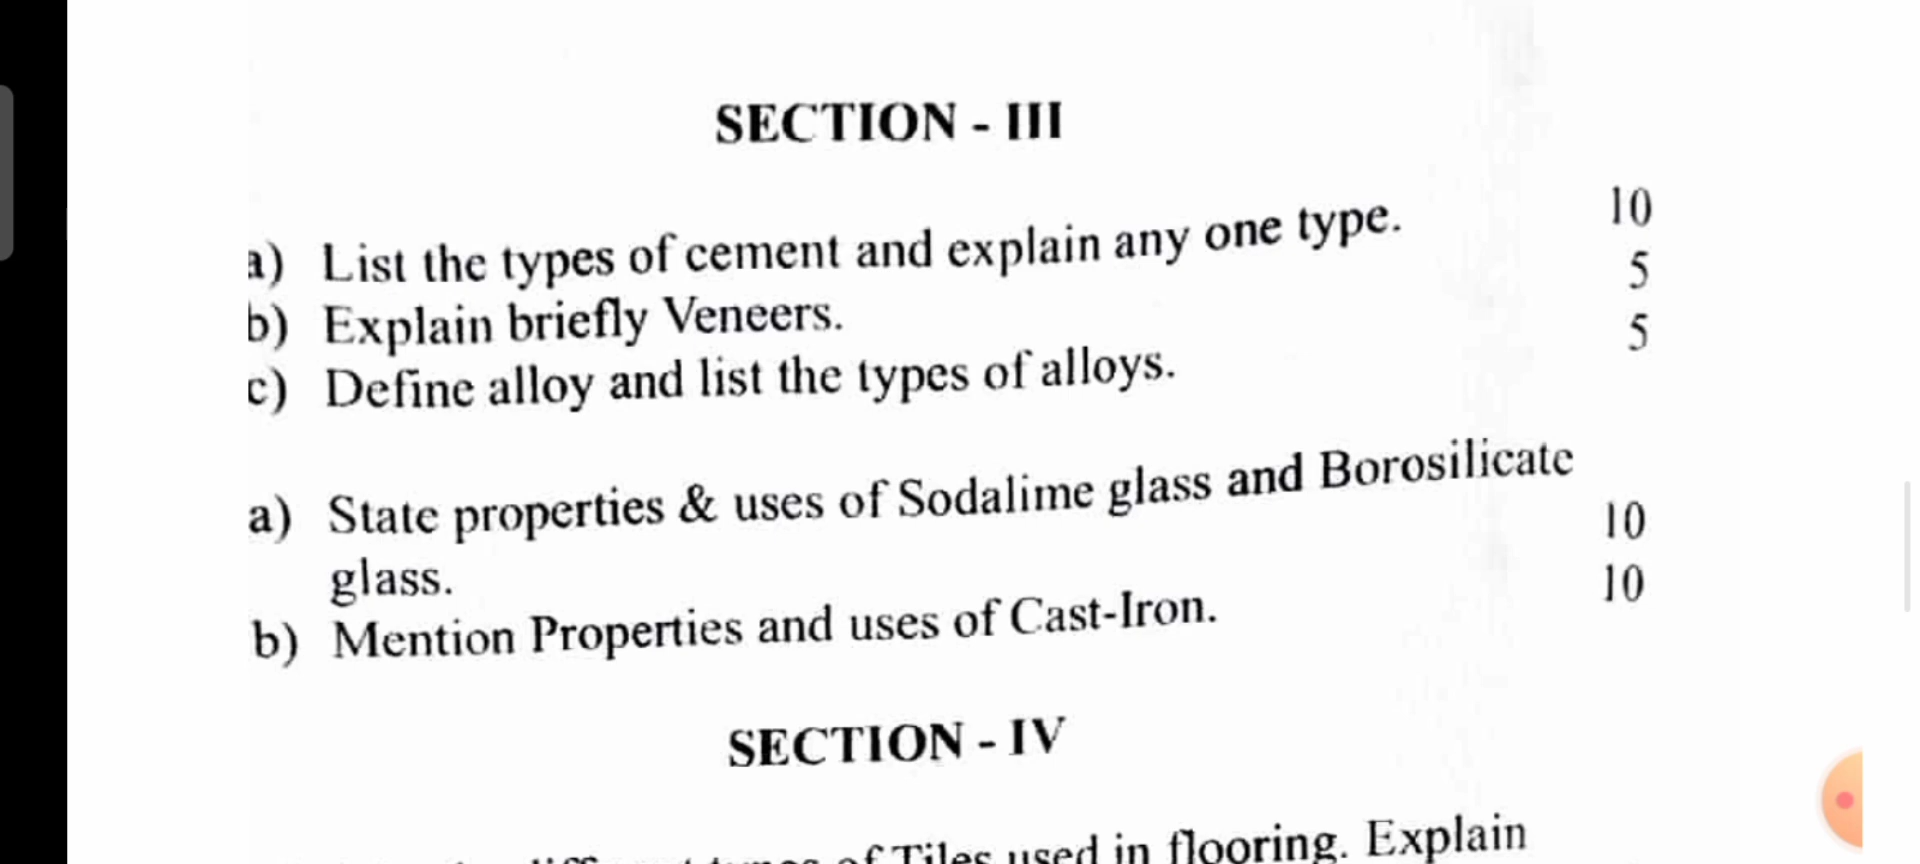 SECTION - III
a) List the types of cement and explain any one type. 10
b) Explain briefly Veneers. 5
c) Define alloy and list the types of alloys. 5
a) State properties & uses of Sodalime glass and Borosilicate
glass. 10
b) Mention Properties and uses of Cast-Iron. 10
SECTION - IV
of Tiles used in flooring. Explain